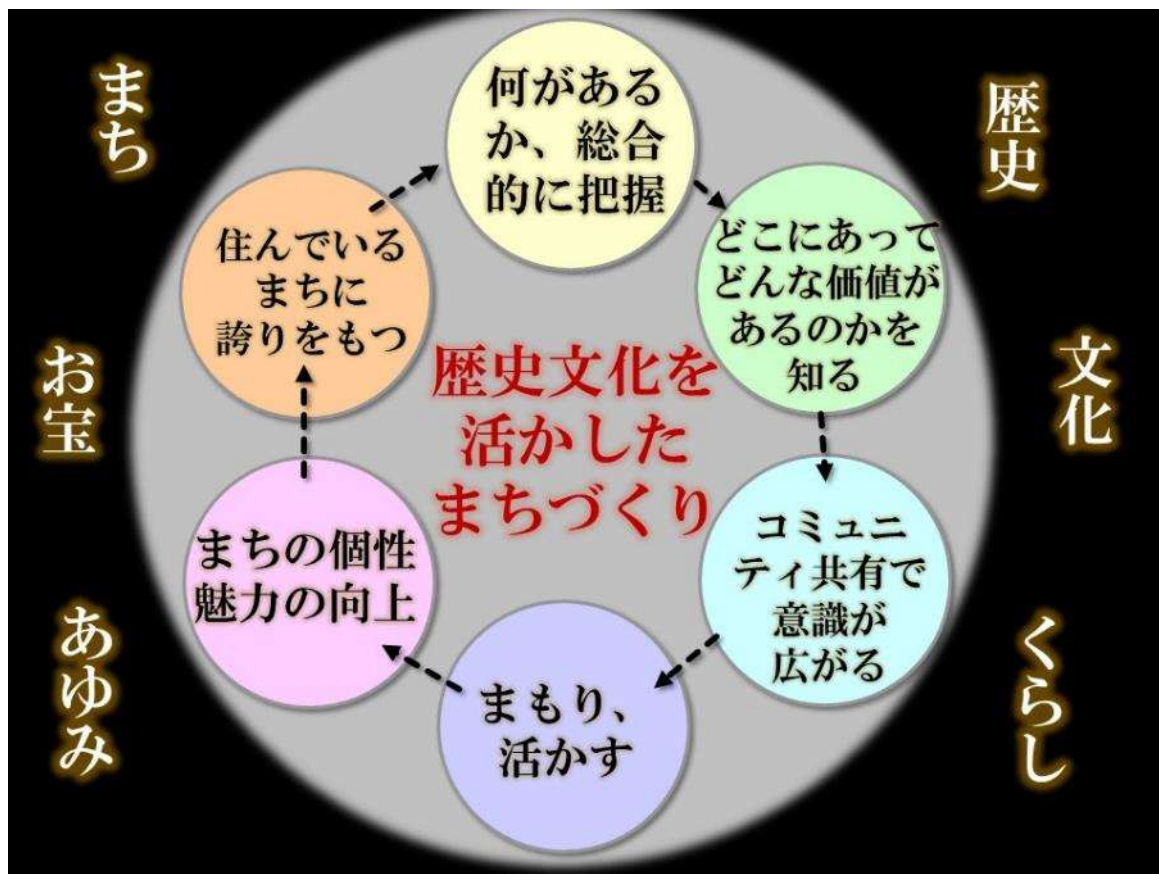 まち
歴史
お宝
文化
あゆみ
くらし
歴史文化を
活かした
まちづくり
何がある
か、総合
的に把握
どこにあって
どんな価値が
あるのかを
知る
コミュニ
ティ共有で
意識が
広がる
まもり、
活かす
まちの個性
魅力の向上
住んでいる
まちに
誇りをもつ